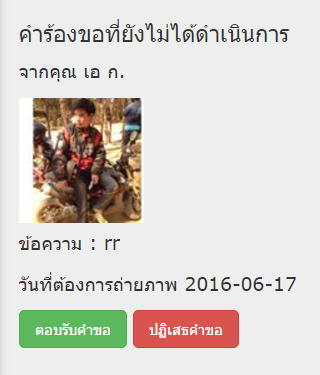 คำร้องขอที่ยังไม่ได้ดำเนินการ
จากคุณ เอ ก.
ข้อความ : rr
วันที่ต้องการถ่ายภาพ 2016-06-17
ตอบรับคำขอ ปฏิเสธคำขอ